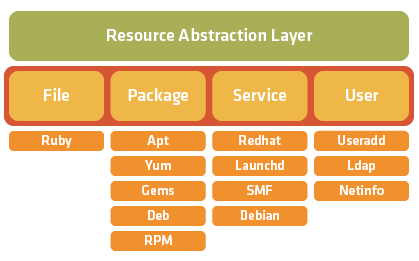 Resource Abstraction Layer
File Package Service User
Ruby Apt Redhat Useradd
Yum Launchd Ldap
Gems SMF Netinfo
Deb Debian
RPM